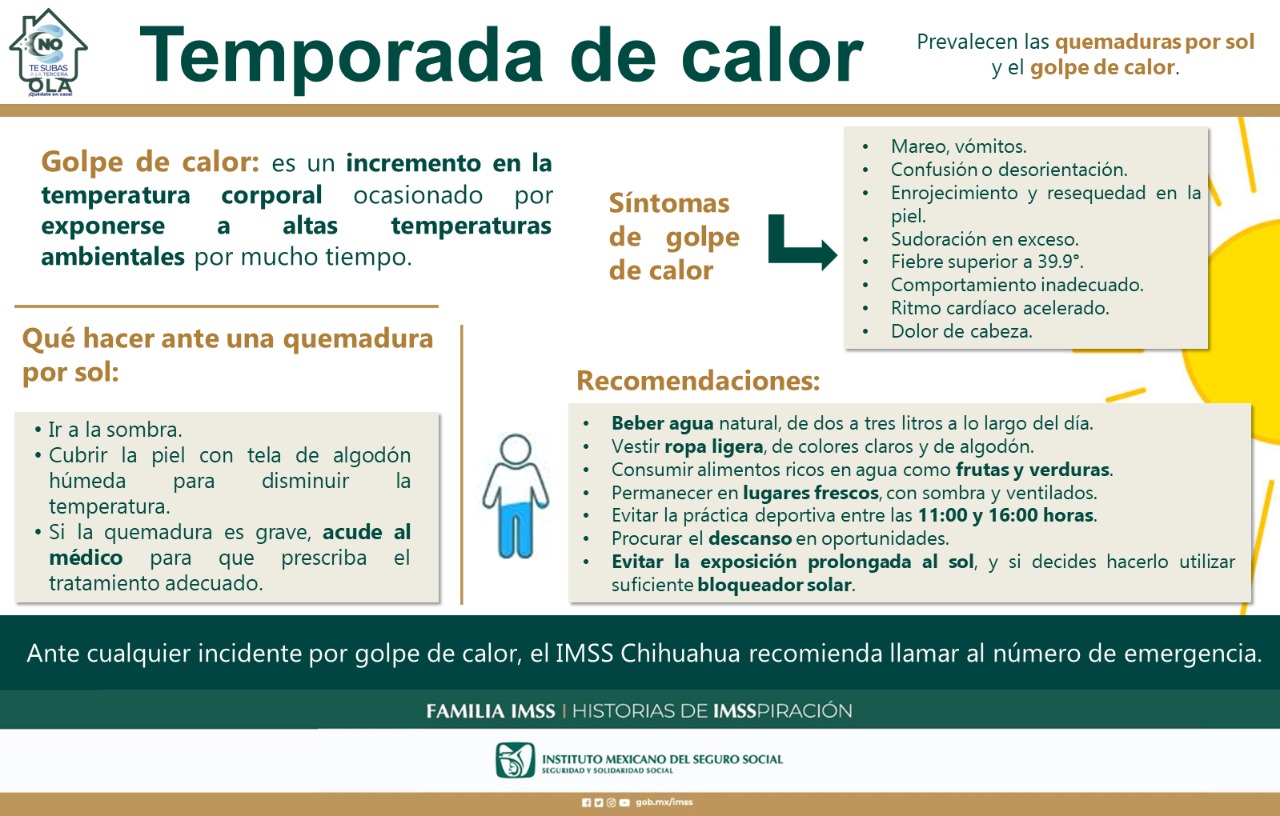 NO
TE SUBAS
A LA TERCERA
OLA
¡Quédate en casa!
Temporada de calor
Prevalecen las quemaduras por sol
y el golpe de calor.
Golpe de calor: es un incremento en la
temperatura corporal ocasionado por
exponerse a altas temperaturas
ambientales por mucho tiempo.
Síntomas
de golpe
de calor
• Mareo, vómitos.
• Confusión o desorientación.
• Enrojecimiento y resequedad en la
piel.
• Sudoración en exceso.
• Fiebre superior a 39.9°.
• Comportamiento inadecuado.
• Ritmo cardíaco acelerado.
• Dolor de cabeza.
Qué hacer ante una quemadura
por sol:
• Ir a la sombra.
• Cubrir la piel con tela de algodón
húmeda para disminuir la
temperatura.
• Si la quemadura es grave, acude al
médico para que prescriba el
tratamiento adecuado.
Recomendaciones:
• Beber agua natural, de dos a tres litros a lo largo del día.
• Vestir ropa ligera, de colores claros y de algodón.
• Consumir alimentos ricos en agua como frutas y verduras.
• Permanecer en lugares frescos, con sombra y ventilados.
• Evitar la práctica deportiva entre las 11:00 y 16:00 horas.
• Procurar el descanso en oportunidades.
• Evitar la exposición prolongada al sol, y si decides hacerlo utilizar
suficiente bloqueador solar.
Ante cualquier incidente por golpe de calor, el IMSS Chihuahua recomienda llamar al número de emergencia.
FAMILIA IMSS | HISTORIAS DE IMSSPIRACIÓN
INSTITUTO MEXICANO DEL SEGURO SOCIAL
SEGURIDAD Y SOLIDARIDAD SOCIAL
gob.mx/imss